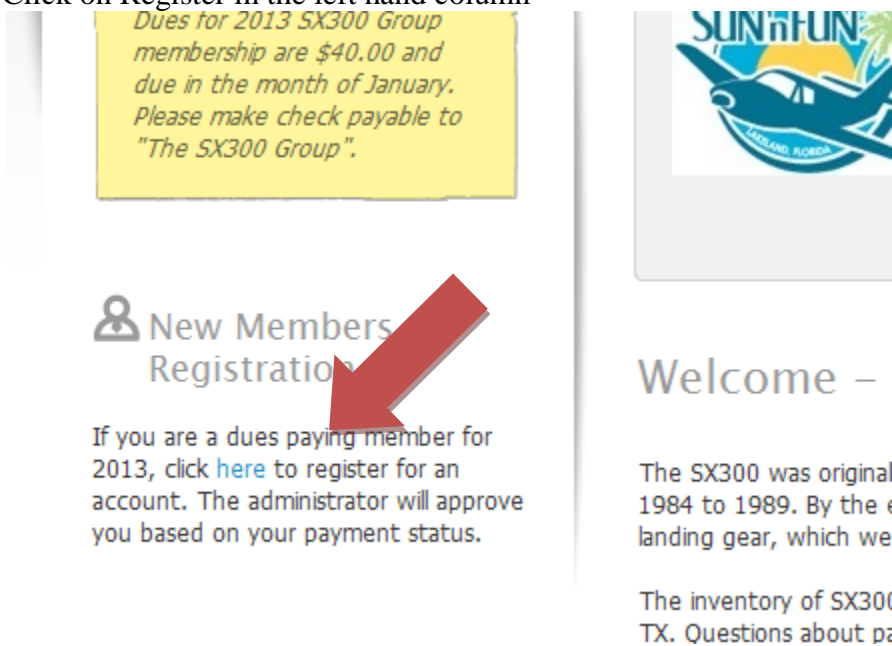 Click on Register in the left hand column
Dues for 2013 SX300 Group
membership are $40.00 and
due in the month of January.
Please make check payable to
"The SX300 Group".
New Members
Registration
If you are a dues paying member for
2013, click here to register for an
account. The administrator will approve
you based on your payment status.
SUN n FUN
LAKELAND, FLORIDA
Welcome –
The SX300 was original
1984 to 1989. By the e
landing gear, which we
The inventory of SX300
TX. Questions about pa